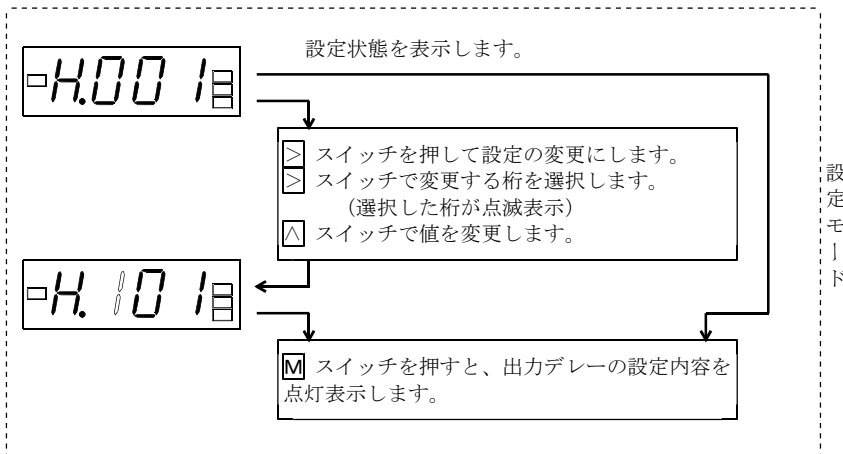 設定状態を表示します。
-H.001
> スイッチを押して設定の変更にします。
> スイッチで変更する桁を選択します。
(選択した桁が点滅表示)
∧ スイッチで値を変更します。
-H.101
M スイッチを押すと、出力デレーの設定内容を
点灯表示します。
設定モード